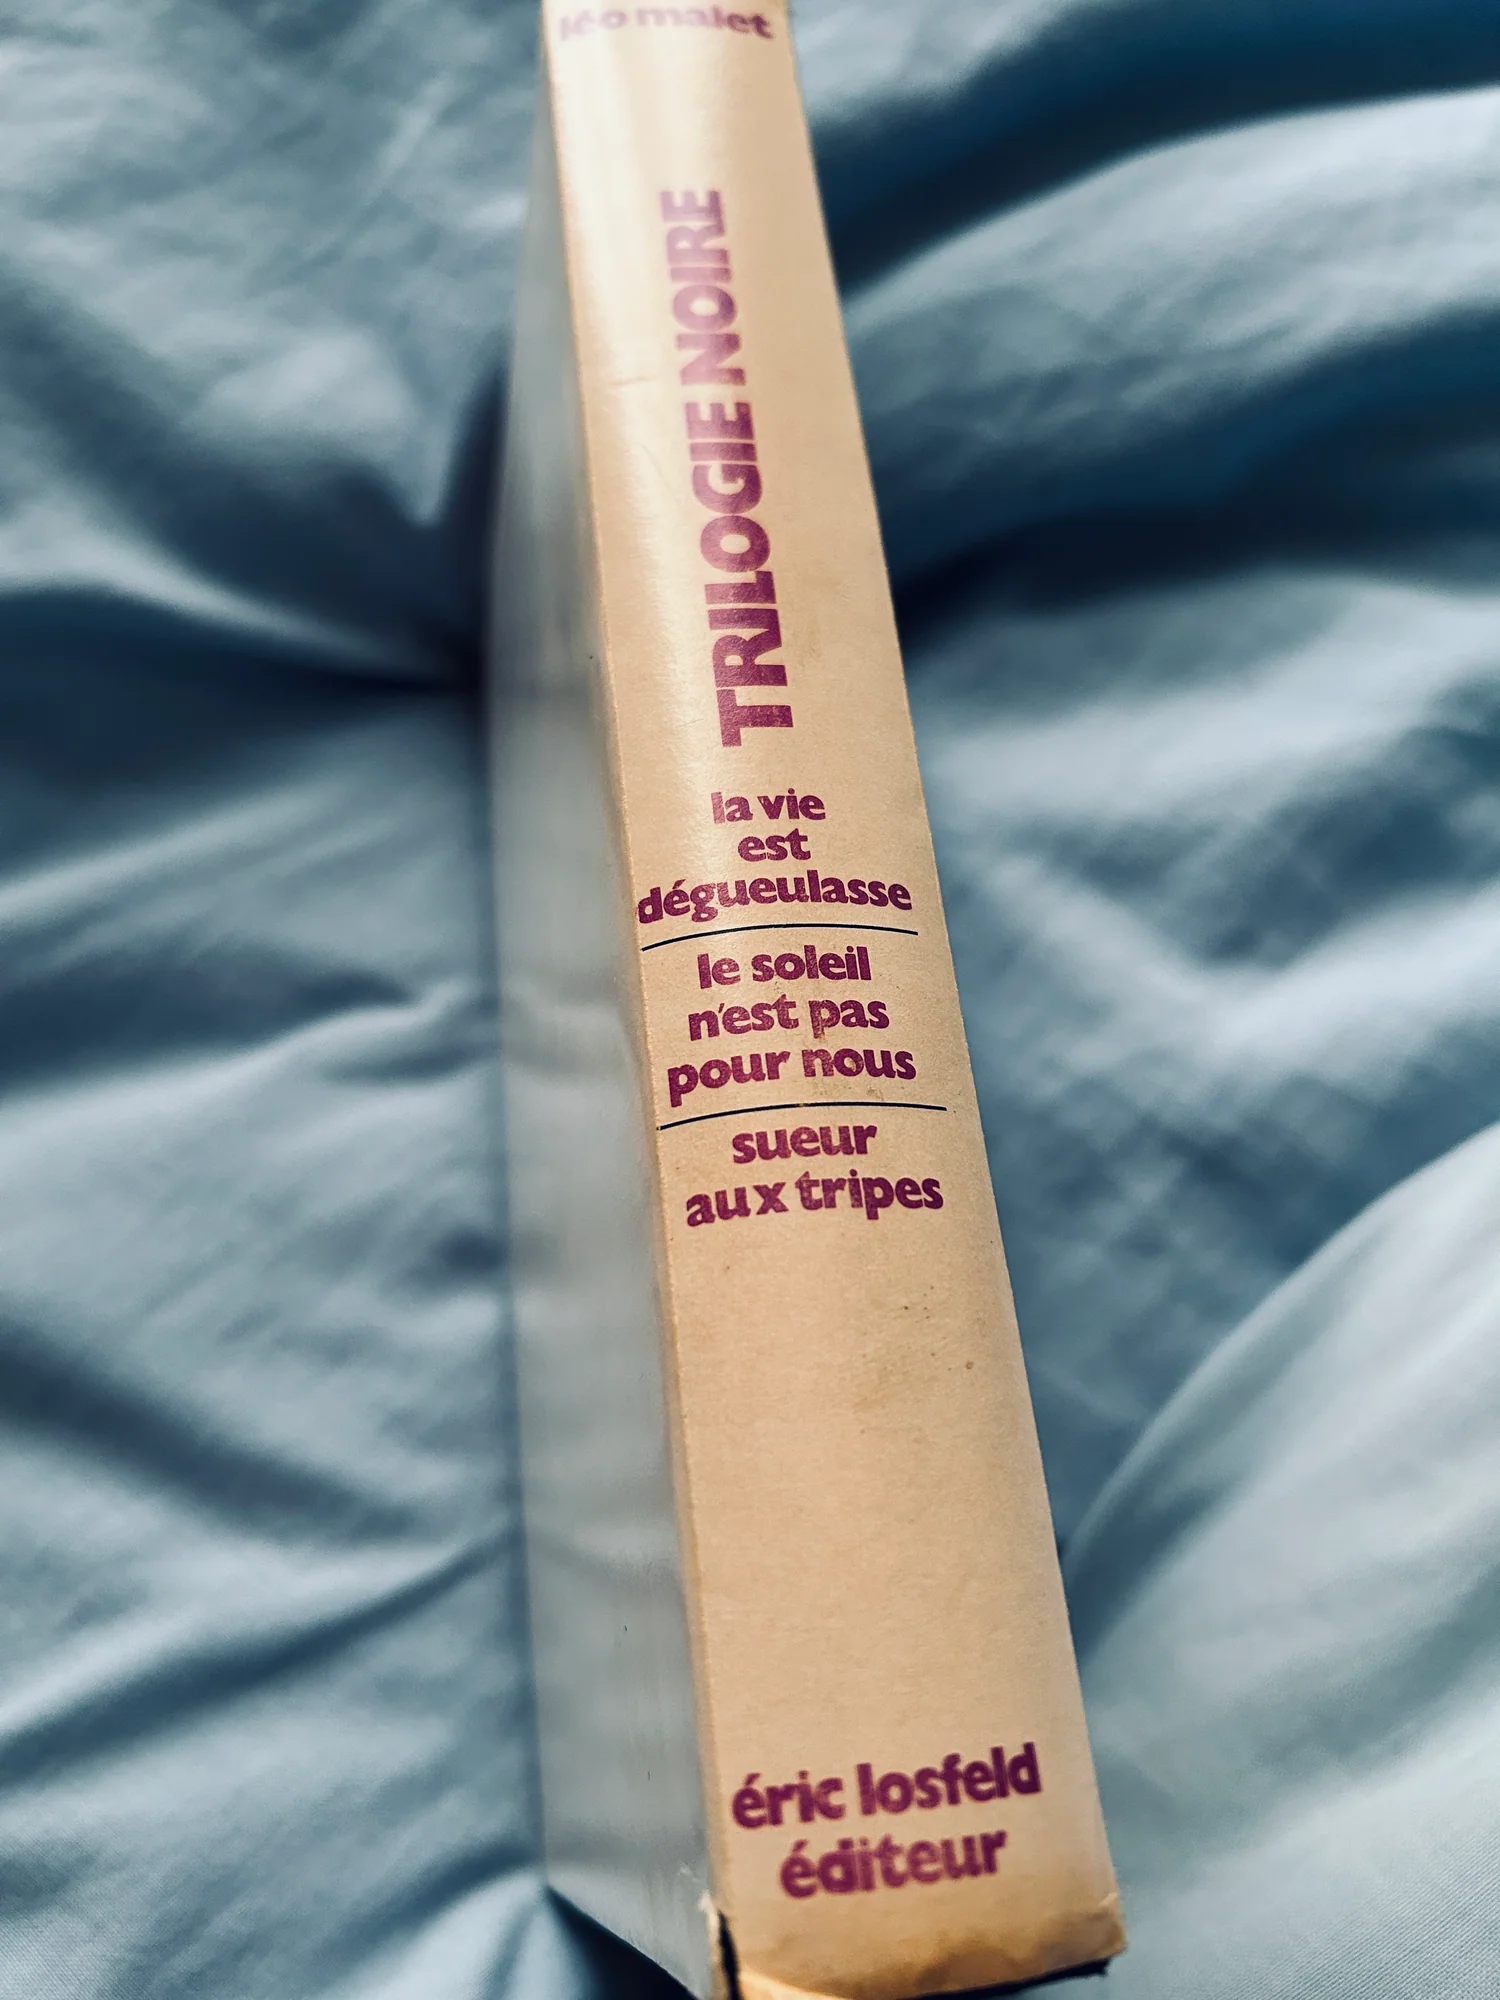 léo malet
TRILOGIE NOIRE
la vie
est
dégueulasse
le soleil
n'est pas
pour nous
sueur
aux tripes
éric losfeld
éditeur